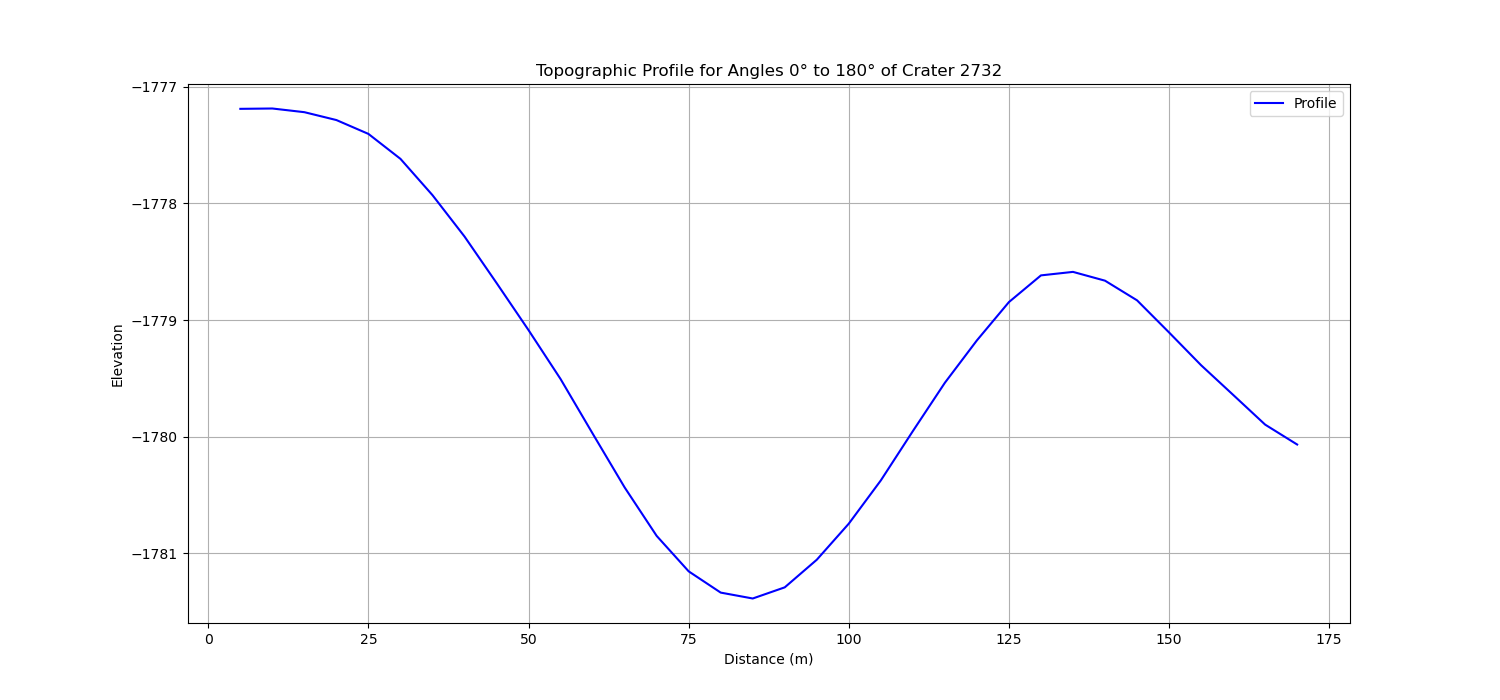 Topographic Profile for Angles 0° to 180° of Crater 2732
Profile
−1777
−1778
−1779
−1780
−1781
Elevation
0 25 50 75 100 125 150 175
Distance (m)